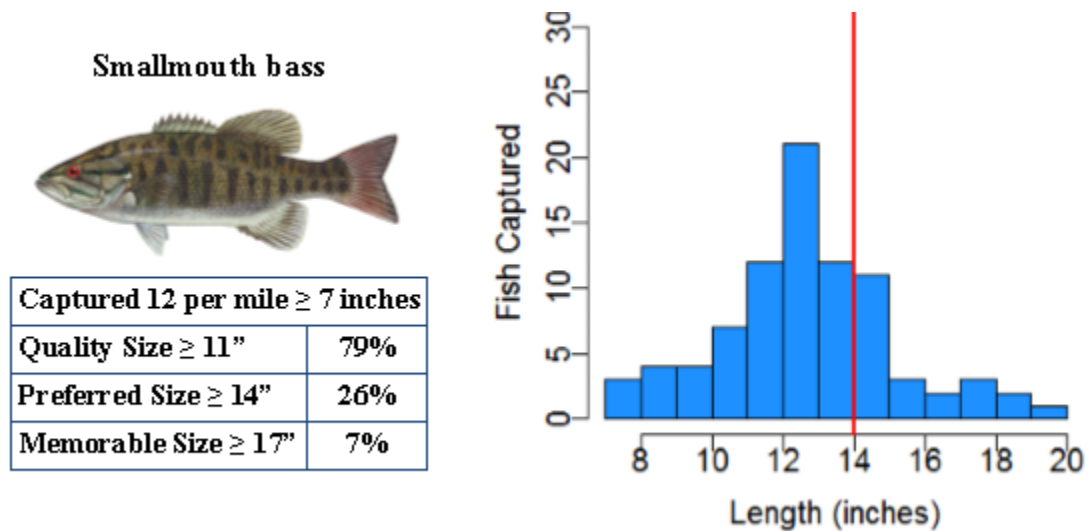 Smallmouth bass
Captured 12 per mile ≥ 7 inches
Quality Size ≥ 11” 79%
Preferred Size ≥ 14” 26%
Memorable Size ≥ 17” 7%
Fish Captured
30
25
20
15
10
5
0
8 10 12 14 16 18 20
Length (inches)